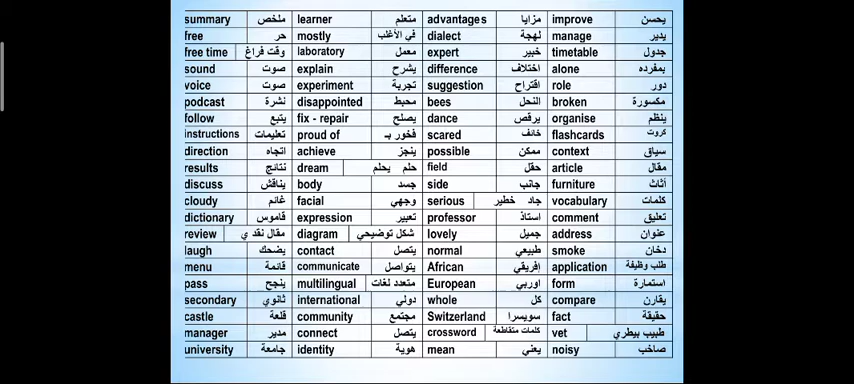 summary ملخص learner متعلم advantages مزايا improve يحسن
free حر mostly في الأغلب dialect لهجة manage يدير
free time وقت فراغ laboratory معمل expert خبير timetable جدول
sound صوت explain يشرح difference اختلاف alone بمفرده
voice صوت experiment تجربة suggestion اقتراح role دور
podcast نشرة disappointed محبط bees النحل broken مكسورة
follow يتبع fix - repair يصلح dance يرقص organise ينظم
instructions تعليمات proud of فخور بـ scared خائف flashcards كروت
direction اتجاه achieve ينجز possible ممكن context سياق
results نتائج dream حلم يحلم field حقل article مقال
discuss يناقش body جسد side جانب furniture أثاث
cloudy غائم facial وجهي serious جاد خطير vocabulary كلمات
dictionary قاموس expression تعبير professor استاذ comment تعليق
review مقال نقدي diagram شكل توضيحي lovely جميل address عنوان
laugh يضحك contact يتصل normal طبيعي smoke دخان
menu قائمة communicate يتواصل African إفريقي application طلب وظيفة
pass ينجح multilingual متعدد لغات European اوربي form استمارة
secondary ثانوي international دولي whole كل compare يقارن
castle قلعة community مجتمع Switzerland سويسرا fact حقيقة
manager مدير connect يتصل crossword كلمات متقاطعة vet طبيب بيطري
university جامعة identity هوية mean يعني noisy صاخب